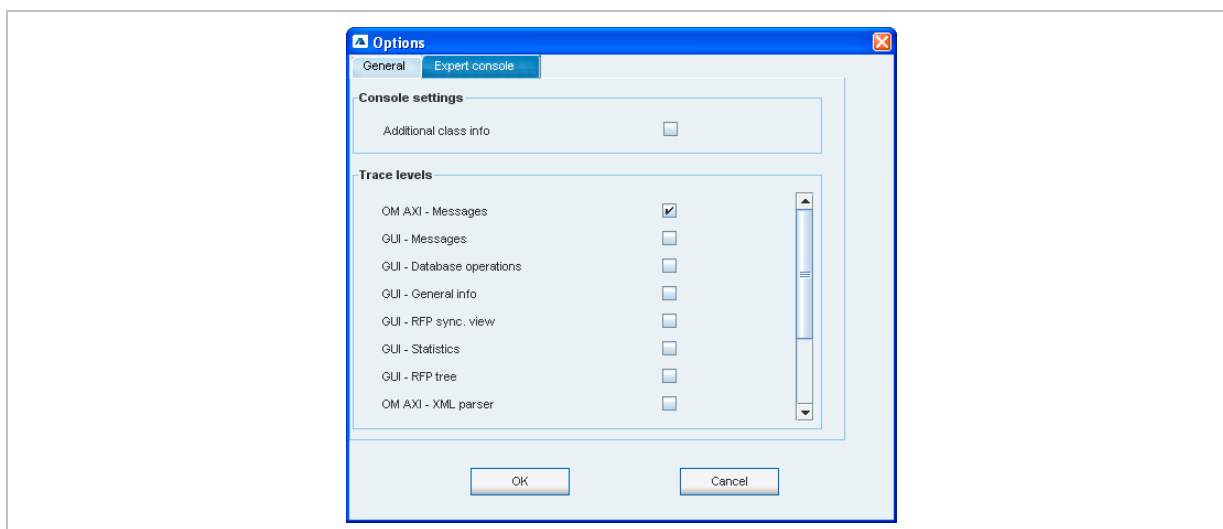 Options
General Expert console
Console settings
Additional class info
Trace levels
OM AXI - Messages
GUI - Messages
GUI - Database operations
GUI - General info
GUI - RFP sync. view
GUI - Statistics
GUI - RFP tree
OM AXI - XML parser
OK Cancel